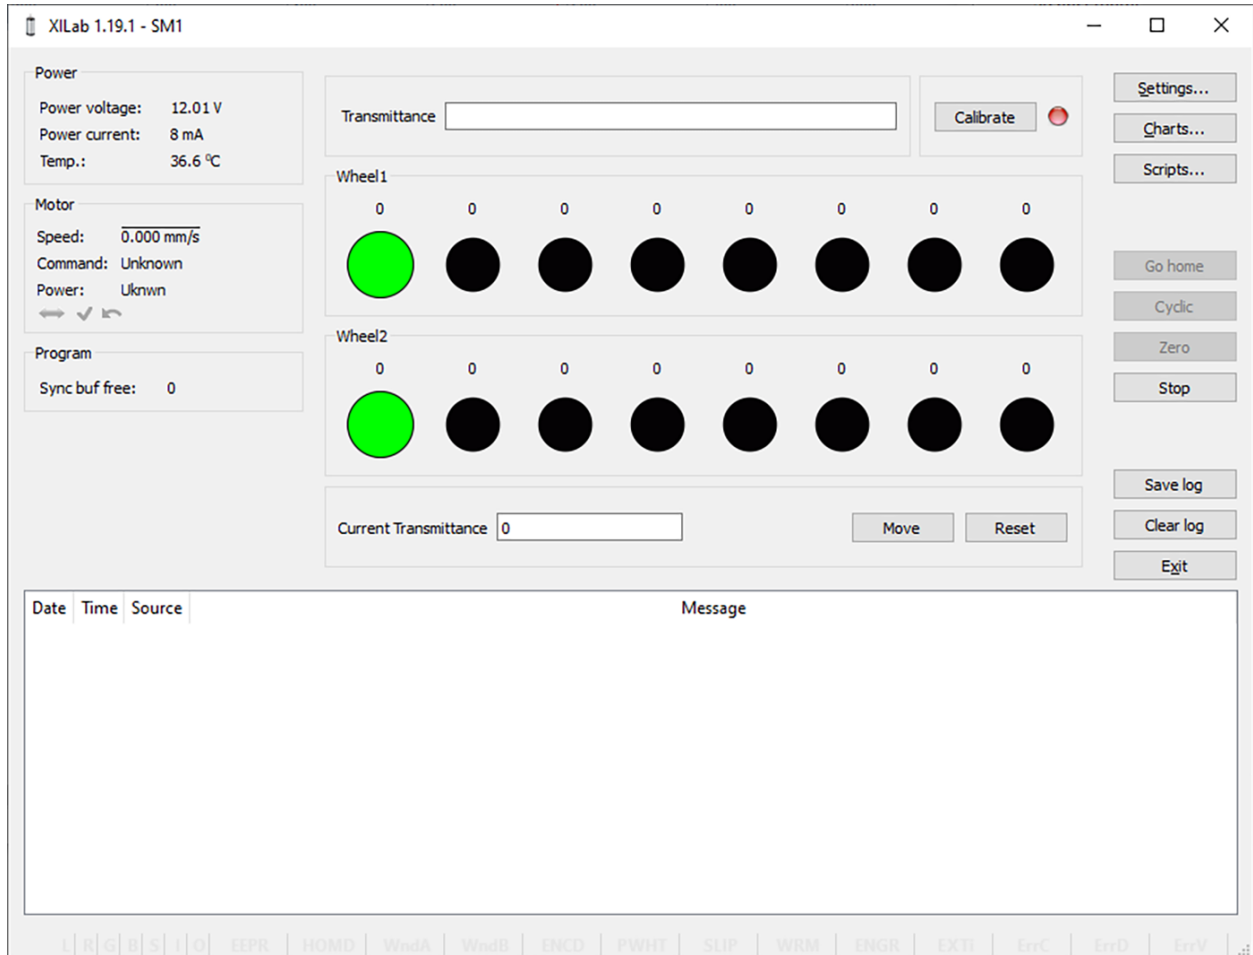 XILab 1.19.1 - SM1
Power
Power voltage: 12.01 V
Power current: 8 mA
Temp.: 36.6 ⁰C
Motor
Speed: 0.000 mm/s
Command: Unknown
Power: Uknwn
Program
Sync buf free: 0
Transmittance
Calibrate
Wheel1
0 0 0 0 0 0 0 0
Wheel2
0 0 0 0 0 0 0 0
Current Transmittance 0
Move Reset
Settings...
Charts...
Scripts...
Go home
Cyclic
Zero
Stop
Save log
Clear log
Exit
Date Time Source Message
L R G B S I O EEPR HOMD WndA WndB ENCD PWHT SLIP WRM ENGR EXTi ErrC ErrD ErrV